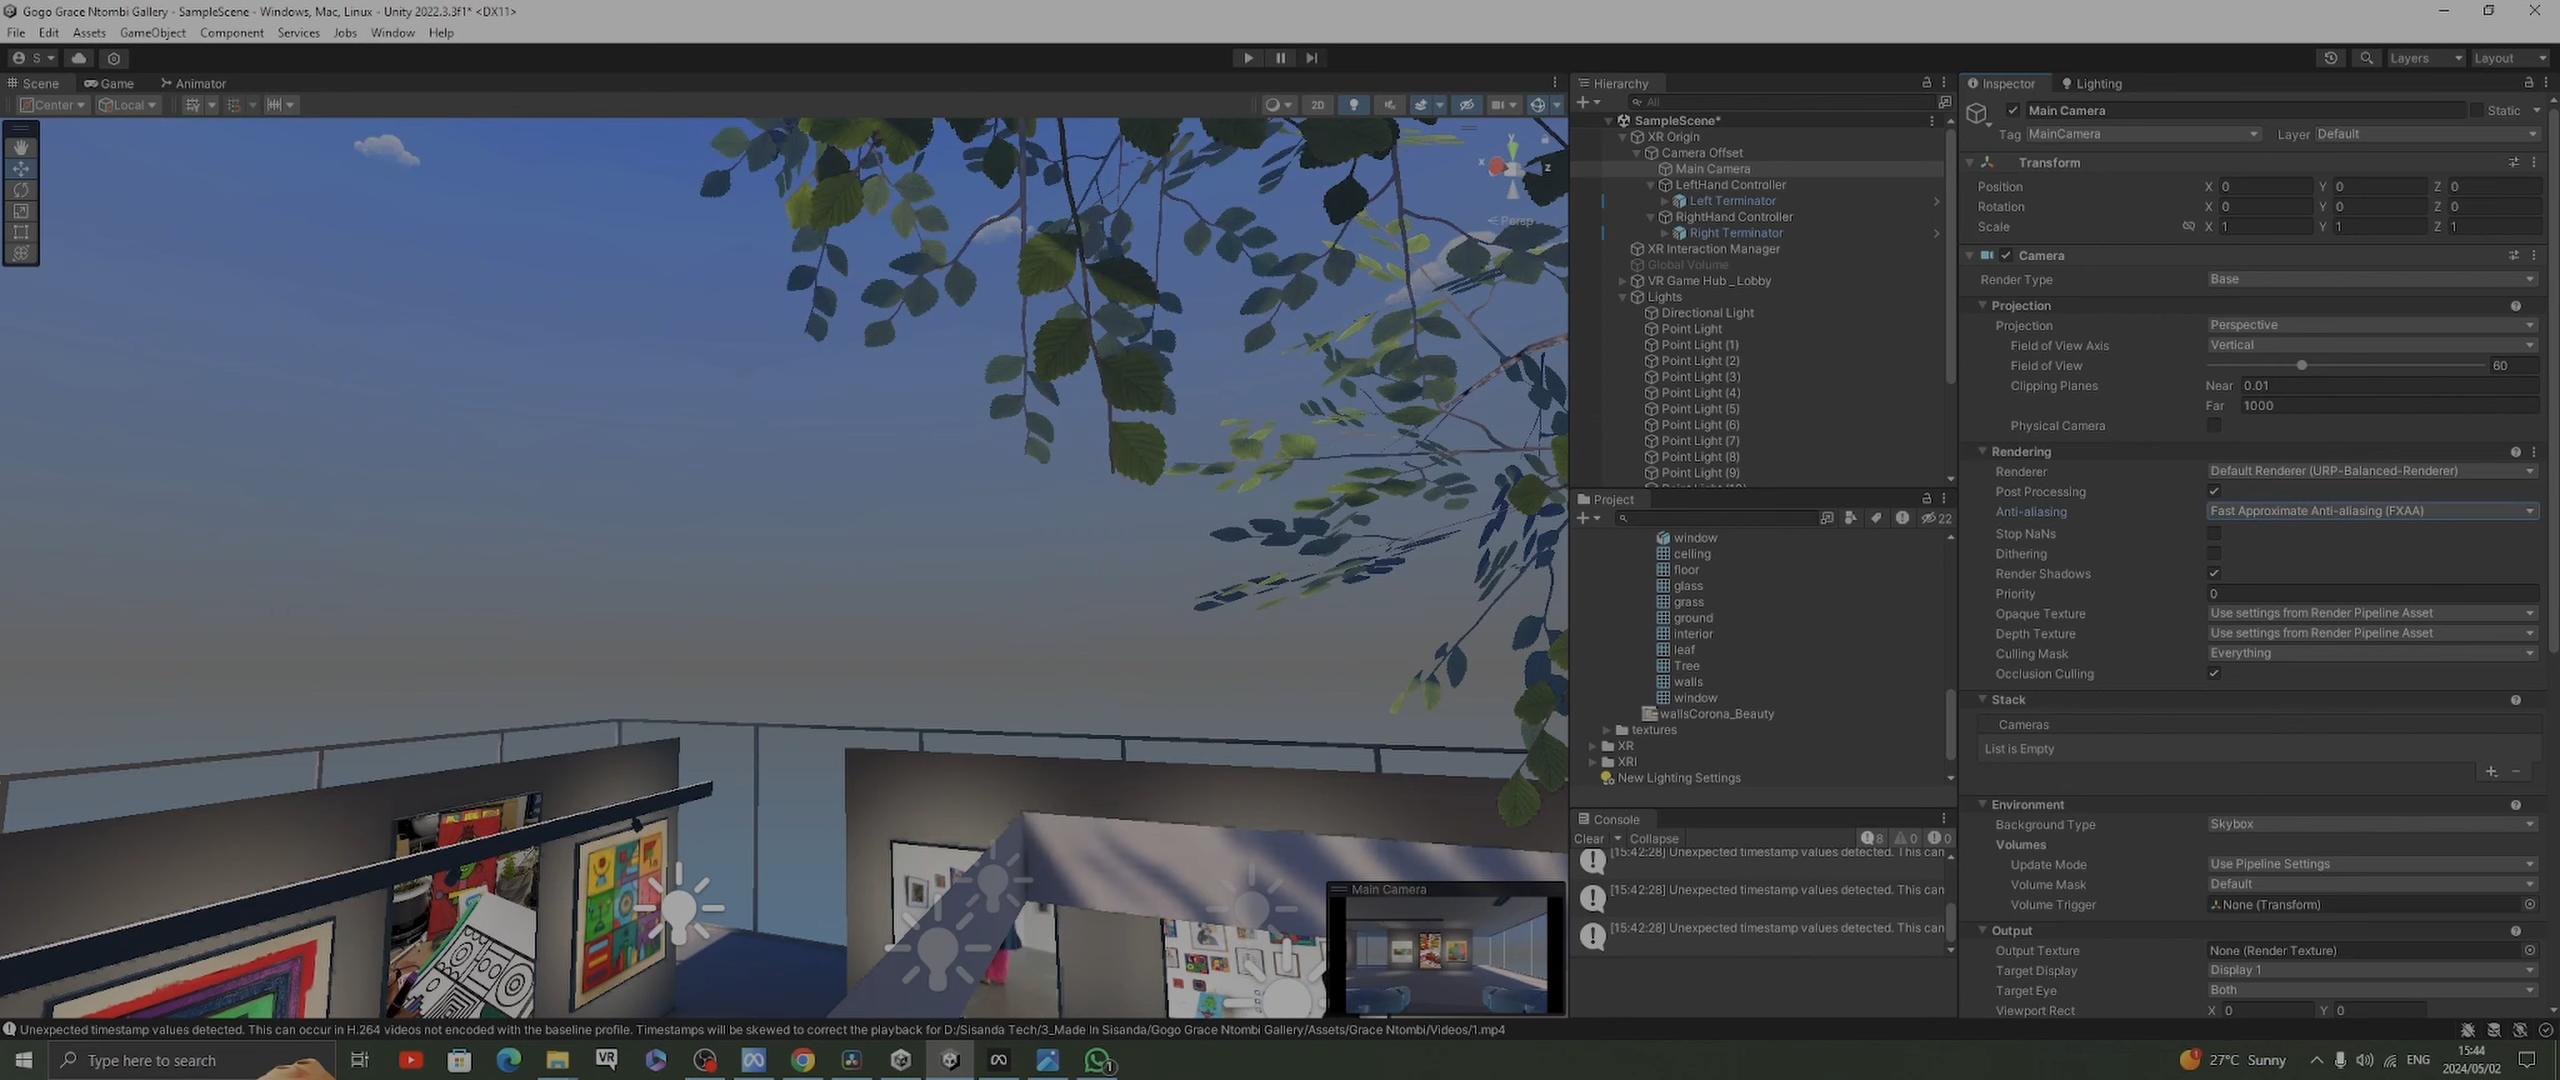 Gogo Grace Ntombi Gallery - SampleScene - Windows, Mac, Linux - Unity 2022.3.3f1* <DX11>
File Edit Assets GameObject Component Services Jobs Window Help
S Layers Layout
Scene Game Animator
Center Local 2D
Y X Z
Persp
Hierarchy
All
SampleScene*
XR Origin
Camera Offset
Main Camera
LeftHand Controller
Left Terminator
RightHand Controller
Right Terminator
XR Interaction Manager
Global Volume
VR Game Hub_Lobby
Lights
Directional Light
Point Light
Point Light (1)
Point Light (2)
Point Light (3)
Point Light (4)
Point Light (5)
Point Light (6)
Point Light (7)
Point Light (8)
Point Light (9)
Project
22
window
celling
floor
glass
grass
ground
interior
leaf
Tree
walls
window
wallsCorona_Beauty
textures
XR
XRI
New Lighting Settings
Console
Clear Collapse 8 0 0
[15:42:28] Unexpected timestamp values detected. This can
[15:42:28] Unexpected timestamp values detected. This can
[15:42:28] Unexpected timestamp values detected. This can
Main Camera
Inspector Lighting
Main Camera Static
Tag MainCamera Layer Default
Transform
Position X 0 Y 0 Z 0
Rotation X 0 Y 0 Z 0
Scale X 1 Y 1 Z 1
Camera
Render Type Base
Projection
Projection Perspective
Field of View Axis Vertical
Field of View 60
Clipping Planes Near 0.01
Far 1000
Physical Camera
Rendering
Renderer Default Renderer (URP-Balanced-Renderer)
Post Processing
Anti-aliasing Fast Approximate Anti-aliasing (FXAA)
Stop NaNs
Dithering
Render Shadows
Priority 0
Opaque Texture Use settings from Render Pipeline Asset
Depth Texture Use settings from Render Pipeline Asset
Culling Mask Everything
Occlusion Culling
Stack
Cameras
List is Empty
Environment
Background Type Skybox
Volumes
Update Mode Use Pipeline Settings
Volume Mask Default
Volume Trigger None (Transform)
Output
Output Texture None (Render Texture)
Target Display Display 1
Target Eye Both
Viewport Rect X 0 Y 0
Unexpected timestamp values detected. This can occur in H.264 videos not encoded with the baseline profile. Timestamps will be skewed to correct the playback for D:/Sisanda Tech/3_Made In Sisanda/Gogo Grace Ntombi Gallery/Assets/Grace Ntombi/Videos/1.mp4
Type here to search VR 1 27°C Sunny ENG 15:44
2024/05/02